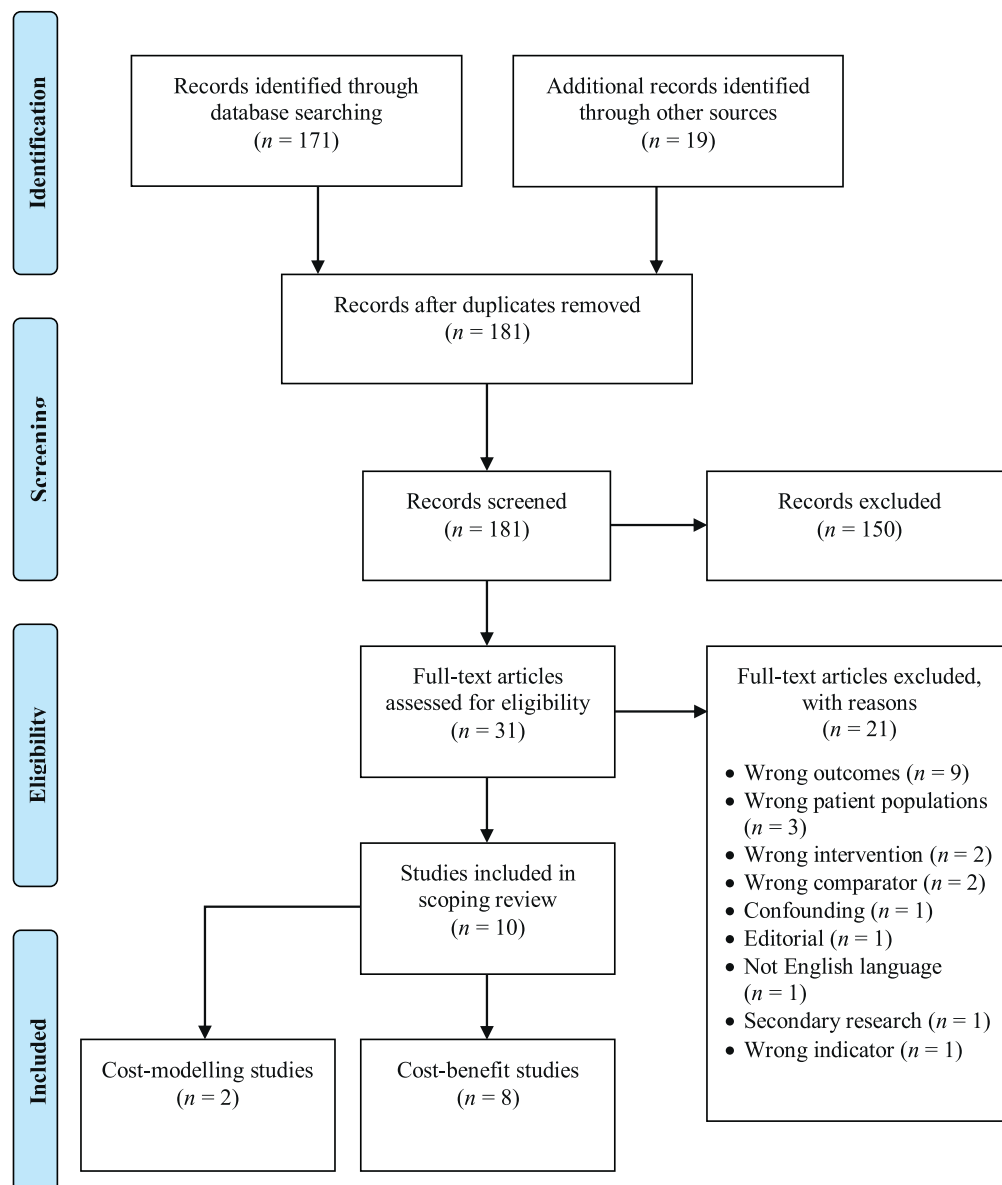 Identification
Records identified through
database searching
(n = 171)
Additional records identified
through other sources
(n = 19)
Records after duplicates removed
(n = 181)
Screening
Records screened
(n = 181)
Records excluded
(n = 150)
Eligibility
Full-text articles
assessed for eligibility
(n = 31)
Full-text articles excluded,
with reasons
(n = 21)
• Wrong outcomes (n = 9)
• Wrong patient populations
(n = 3)
• Wrong intervention (n = 2)
• Wrong comparator (n = 2)
• Confounding (n = 1)
• Editorial (n = 1)
• Not English language
(n = 1)
• Secondary research (n = 1)
• Wrong indicator (n = 1)
Studies included in
scoping review
(n = 10)
Included
Cost-modelling studies
(n = 2)
Cost-benefit studies
(n = 8)